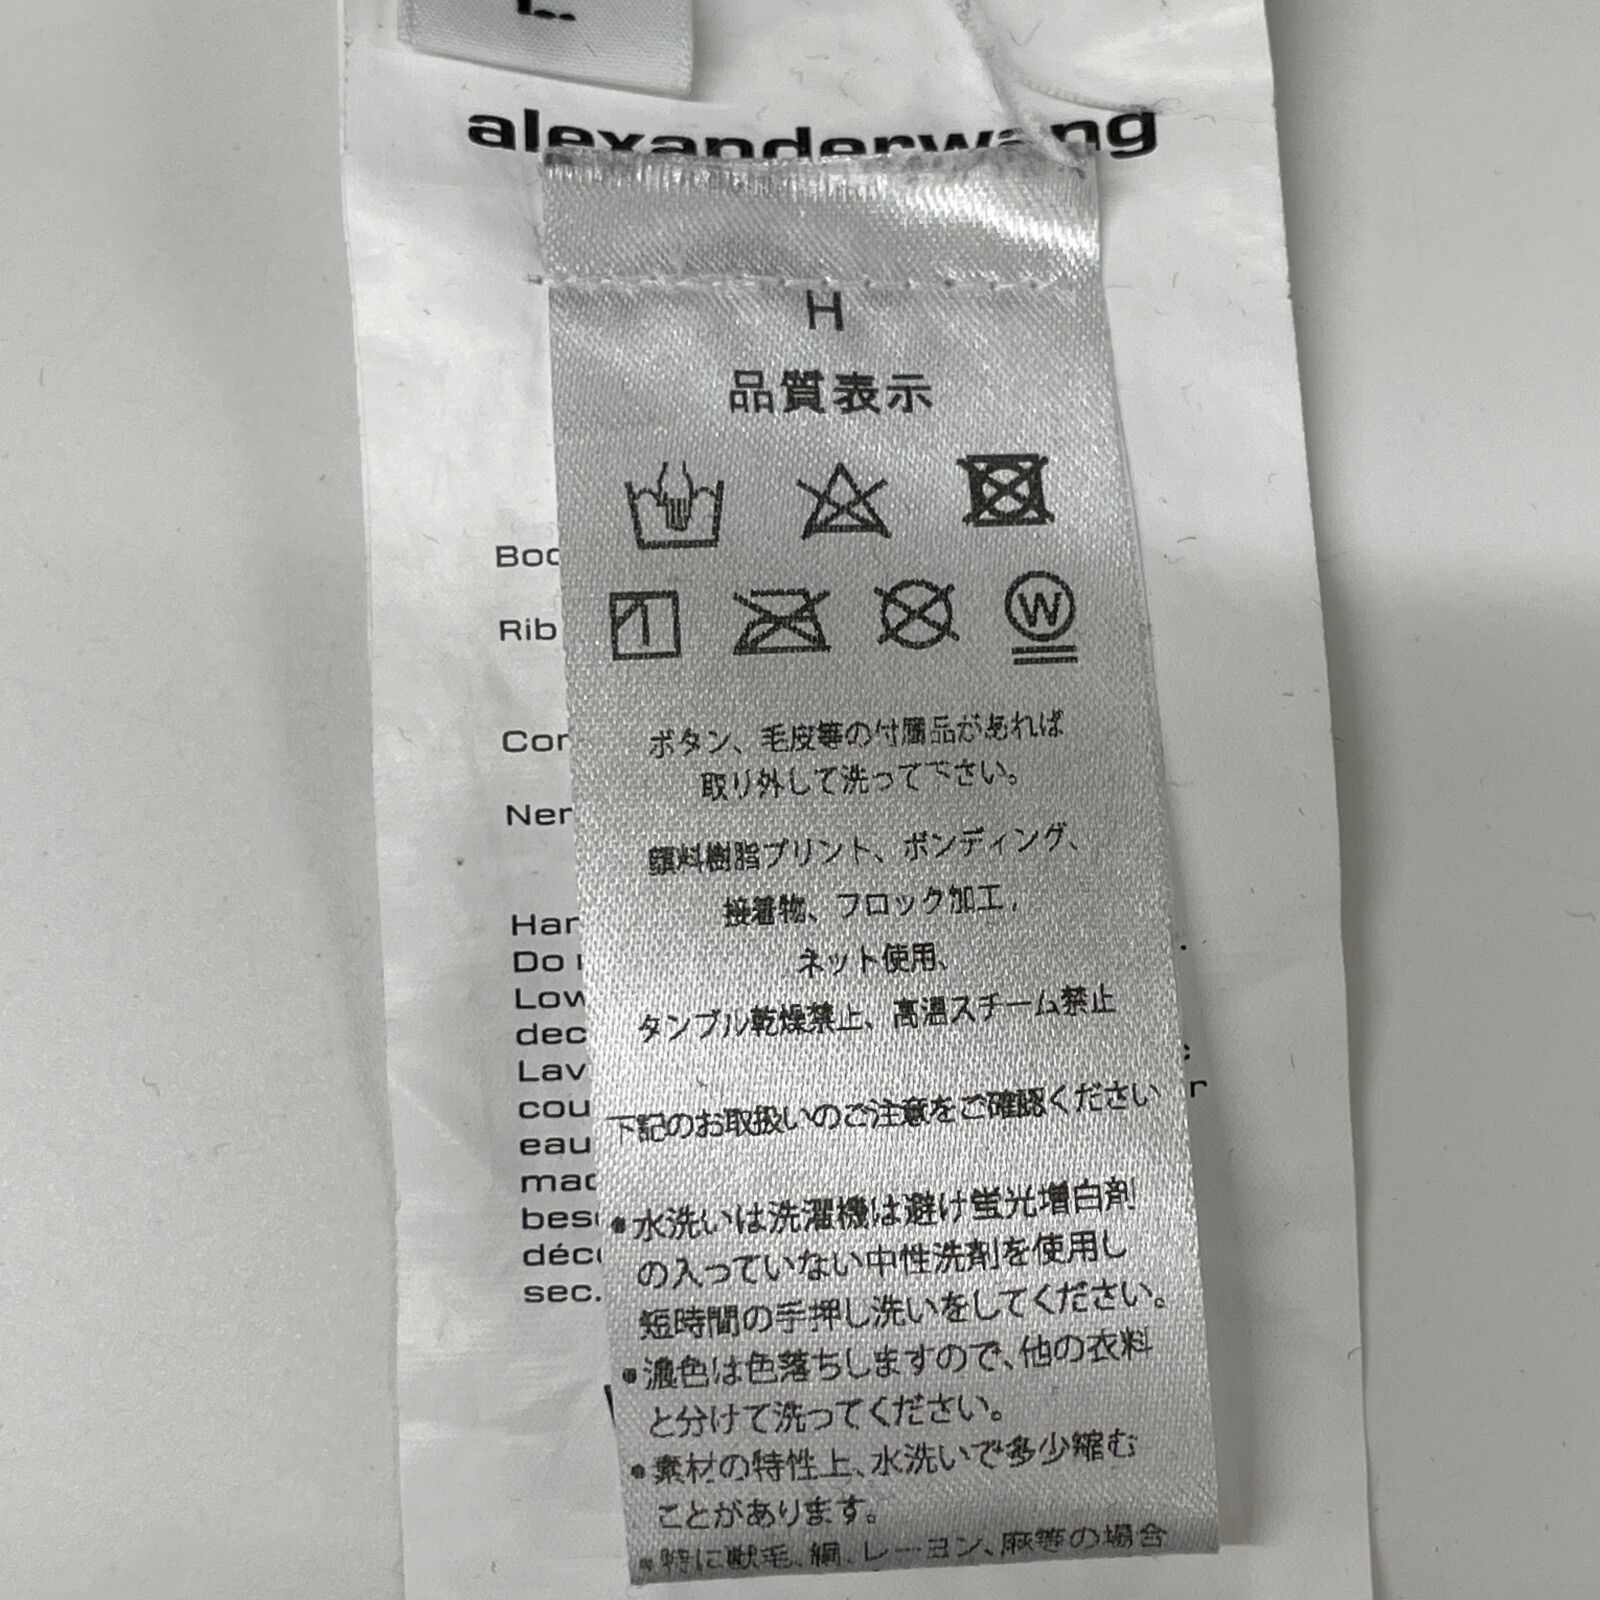 alexanderwang
H
品質表示
W
ボタン、毛皮等の付属品があれば
取り外して洗って下さい。
顔料樹脂プリント、ボンディング、
接着物、フロック加工、
ネット使用、
タンブル乾燥禁止、高温スチーム禁止
下記のお取扱いのご注意をご確認ください
•水洗いは洗濯機は避け蛍光増白剤
の入っていない中性洗剤を使用し
短時間の手押し洗いをしてください。
•濃色は色落ちしますので、他の衣料
と分けて洗ってください。
•素材の特性上、水洗いで多少縮む
ことがあります。
•特に獣毛、絹、レーヨン、麻等の場合
Rib
Do
sec.